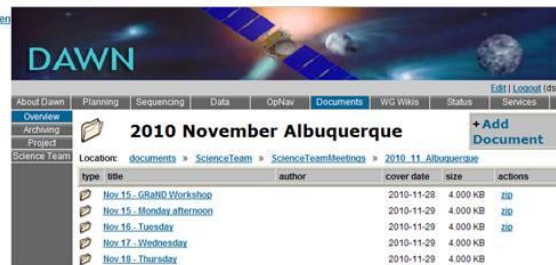 en
DAWN
Edit | Logout (ds
About Dawn Planning Sequencing Data OpNav Documents WG Wikis Status Services
Overview
Archiving
Project
Science Team
2010 November Albuquerque
+Add Document
Location: documents » ScienceTeam » ScienceTeamMeetings » 2010_11_Albuquerque
type title author cover date size actions
Nov 15 - GRaND Workshop 2010-11-28 4.000 KB zip
Nov 15 - Monday afternoon 2010-11-29 4.000 KB zip
Nov 16 - Tuesday 2010-11-29 4.000 KB zip
Nov 17 - Wednesday 2010-11-29 4.000 KB
Nov 18 - Thursday 2010-11-29 4.000 KB